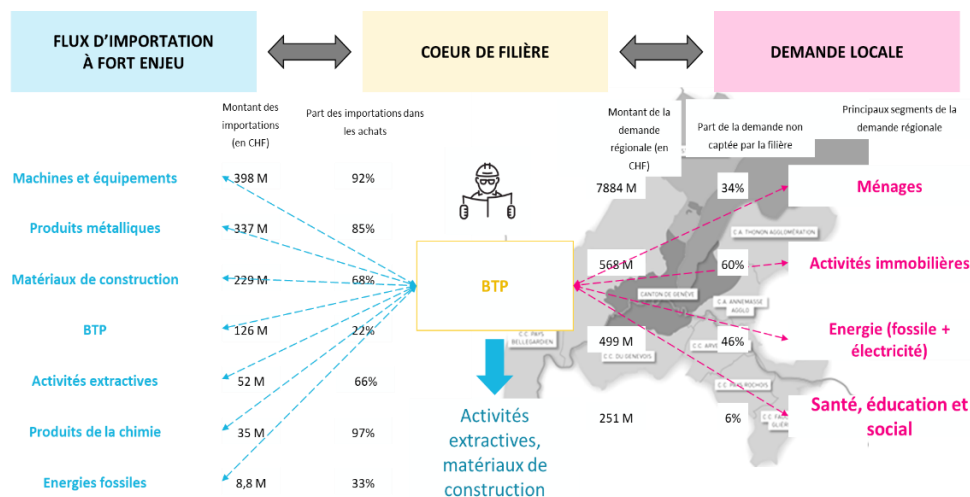 FLUX D'IMPORTATION
À FORT ENJEU
COEUR DE FILIÈRE
DEMANDE LOCALE
Montant des
importations
(en CHF)
Part des importations dans
les achats
Montant de la
demande
régionale (en
CHF)
Part de la demande non
captée par la filière
Principaux segments de la
demande régionale
Machines et équipements
398 M
92%
7884 M
34%
Ménages
Produits métalliques
337 M
85%
C.A. THONON AGGLOMÉRATION
Matériaux de construction
229 M
68%
BTP
568 M
60%
Activités immobilières
CANTON DE GENÈVE
C.A. ANNEMASSE
AGGLO
BTP
126 M
22%
C.C. PAYS
BELLEGARDIEN
499 M
46%
Energie (fossile +
électricité)
C.C. DU GENEVOIS
Activités extractives
52 M
66%
251 M
6%
Santé, éducation et
social
Activités
extractives,
matériaux de
construction
Produits de la chimie
35 M
97%
Energies fossiles
8,8 M
33%